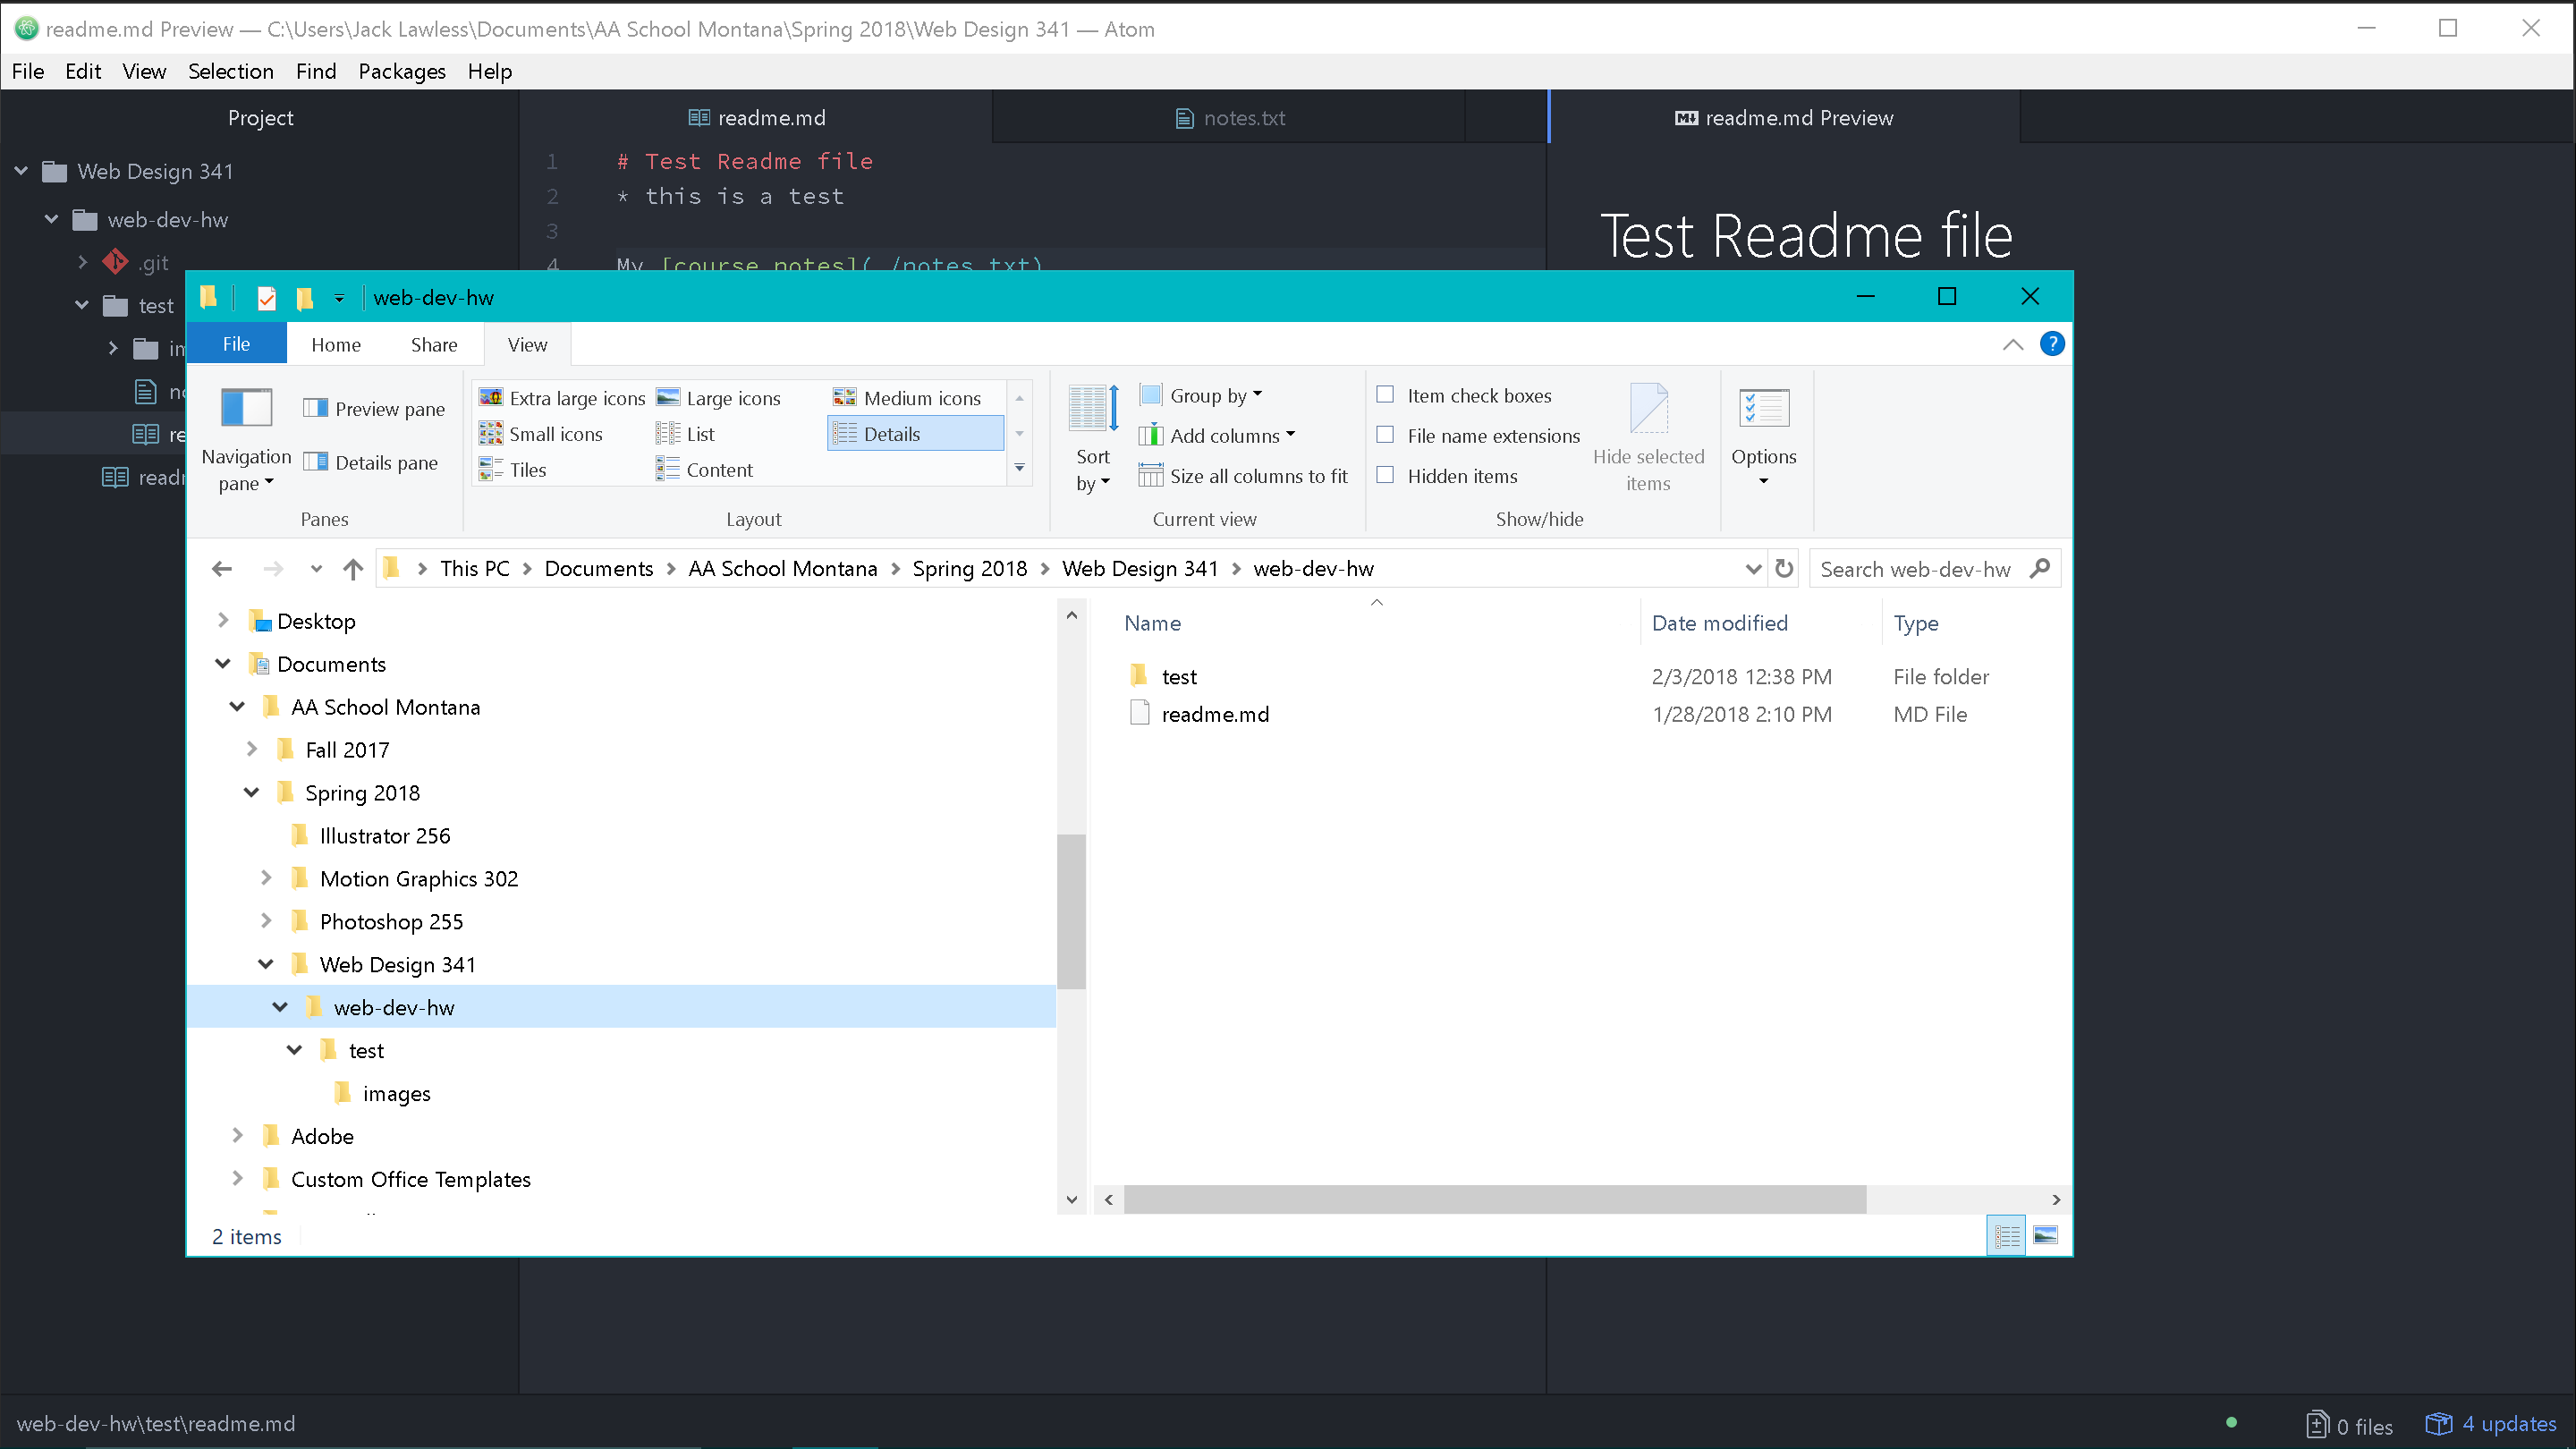 readme.md Preview — C:\Users\Jack Lawless\Documents\AA School Montana\Spring 2018\Web Design 341 — Atom
File Edit View Selection Find Packages Help
Project
readme.md
notes.txt
readme.md Preview
Web Design 341
web-dev-hw
.git
test
im
no
re
readr
1 # Test Readme file
2 * this is a test
3
4 My [course notes](./notes.txt)
Test Readme file
web-dev-hw
File Home Share View
Navigation pane
Preview pane
Details pane
Panes
Extra large icons Large icons Medium icons
Small icons List Details
Tiles Content
Layout
Sort by
Group by
Add columns
Size all columns to fit
Current view
Item check boxes
File name extensions
Hidden items
Hide selected items
Show/hide
Options
This PC > Documents > AA School Montana > Spring 2018 > Web Design 341 > web-dev-hw
Search web-dev-hw
Desktop
Documents
AA School Montana
Fall 2017
Spring 2018
Illustrator 256
Motion Graphics 302
Photoshop 255
Web Design 341
web-dev-hw
test
images
Adobe
Custom Office Templates
Name Date modified Type
test 2/3/2018 12:38 PM File folder
readme.md 1/28/2018 2:10 PM MD File
2 items
web-dev-hw\test\readme.md
0 files
4 updates